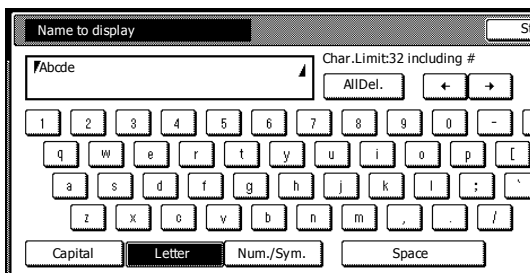 Name to display
St
Abcde
Char.Limit:32 including #
AllDel.
← →
1 2 3 4 5 6 7 8 9 0 -
q w e r t y u i o p [
a s d f g h j k l ; `
z x c v b n m , . /
Capital Letter Num./Sym. Space